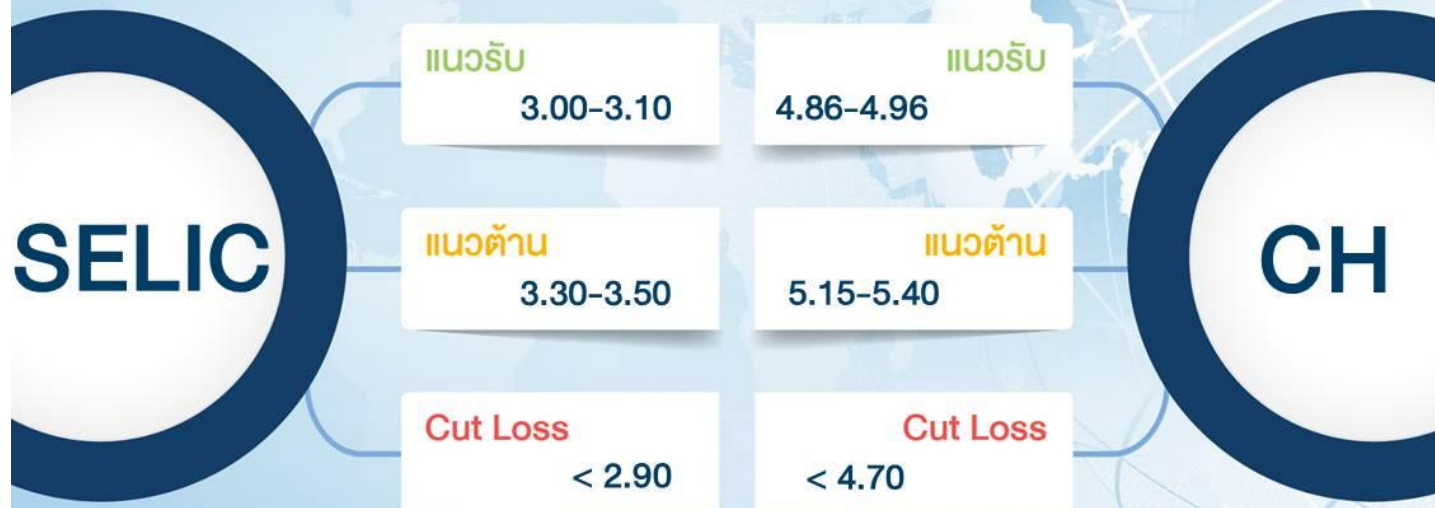 SELIC
แนวรับ
3.00-3.10
แนวต้าน
3.30-3.50
Cut Loss
< 2.90
แนวรับ
4.86-4.96
แนวต้าน
5.15-5.40
Cut Loss
< 4.70
CH